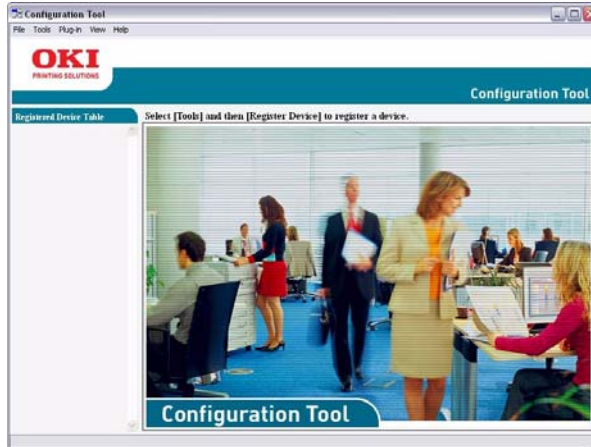 Configuration Tool
File Tools Plug-in View Help
OKI
PRINTING SOLUTIONS
Configuration Tool
Registered Device Table
Select [Tools] and then [Register Device] to register a device.
Configuration Tool